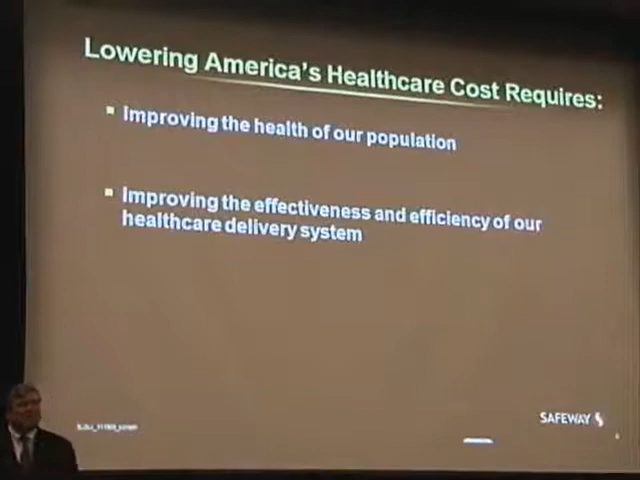 Lowering America's Healthcare Cost Requires:
Improving the health of our population
Improving the effectiveness and efficiency of our
healthcare delivery system
SAFEWAY